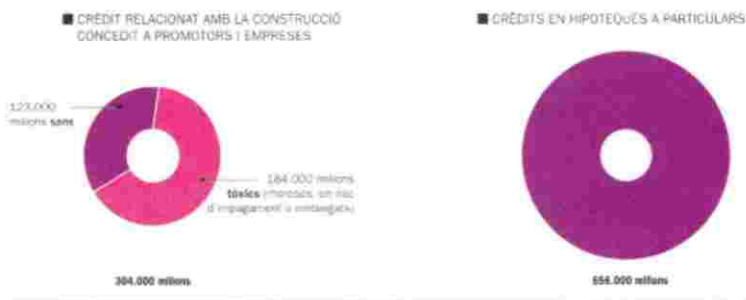 CRÈDIT RELACIONAT AMB LA CONSTRUCCIÓ
CONCEDIT A PROMOTORS I EMPRESES
CRÈDITS EN HIPOTEQUES A PARTICULARS
123.000
milions sans
184.000 milions
tòxics (morosos, en risc
d'impagament o embargats)
304.000 milions
656.000 milions